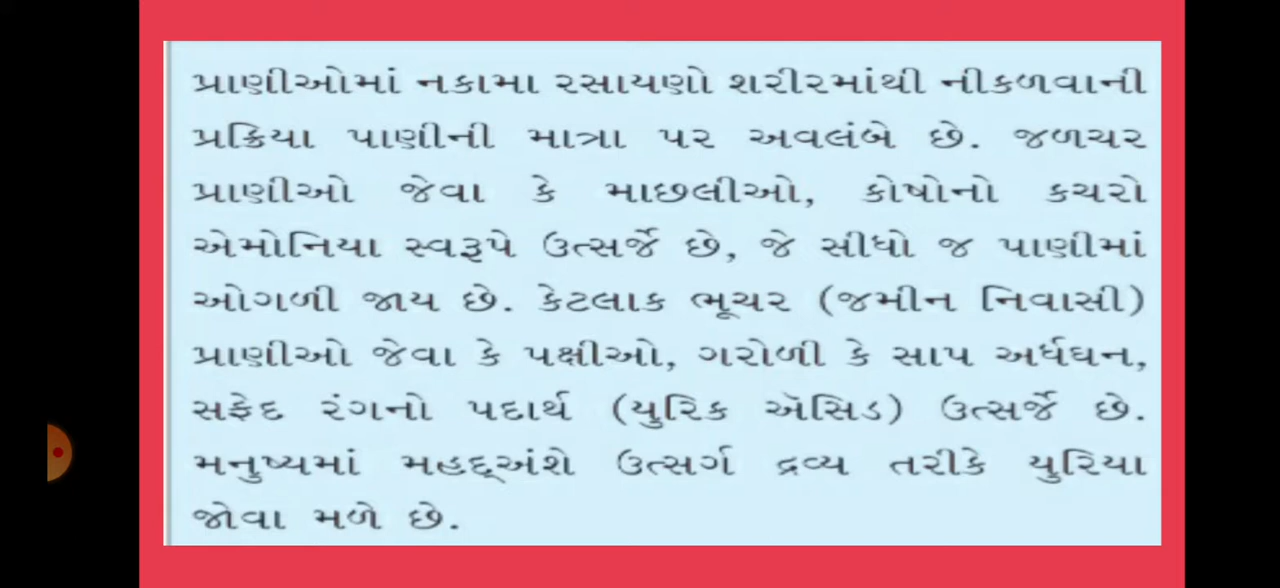 પ્રાણીઓમાં નકામા રસાયણો શરીરમાંથી નીકળવાની
પ્રક્રિયા પાણીની માત્રા પર અવલંબે છે. જળચર
પ્રાણીઓ જેવા કે માછલીઓ, કોષોનો કચરો
એમોનિયા સ્વરૂપે ઉત્સર્જે છે, જે સીધો જ પાણીમાં
ઓગળી જાય છે. કેટલાક ભૂચર (જમીન નિવાસી)
પ્રાણીઓ જેવા કે પક્ષીઓ, ગરોળી કે સાપ અર્ધઘન,
સફેદ રંગનો પદાર્થ (યુરિક ઍસિડ) ઉત્સર્જે છે.
મનુષ્યમાં મહદ્અંશે ઉત્સર્ગ દ્રવ્ય તરીકે યુરિયા
જોવા મળે છે.